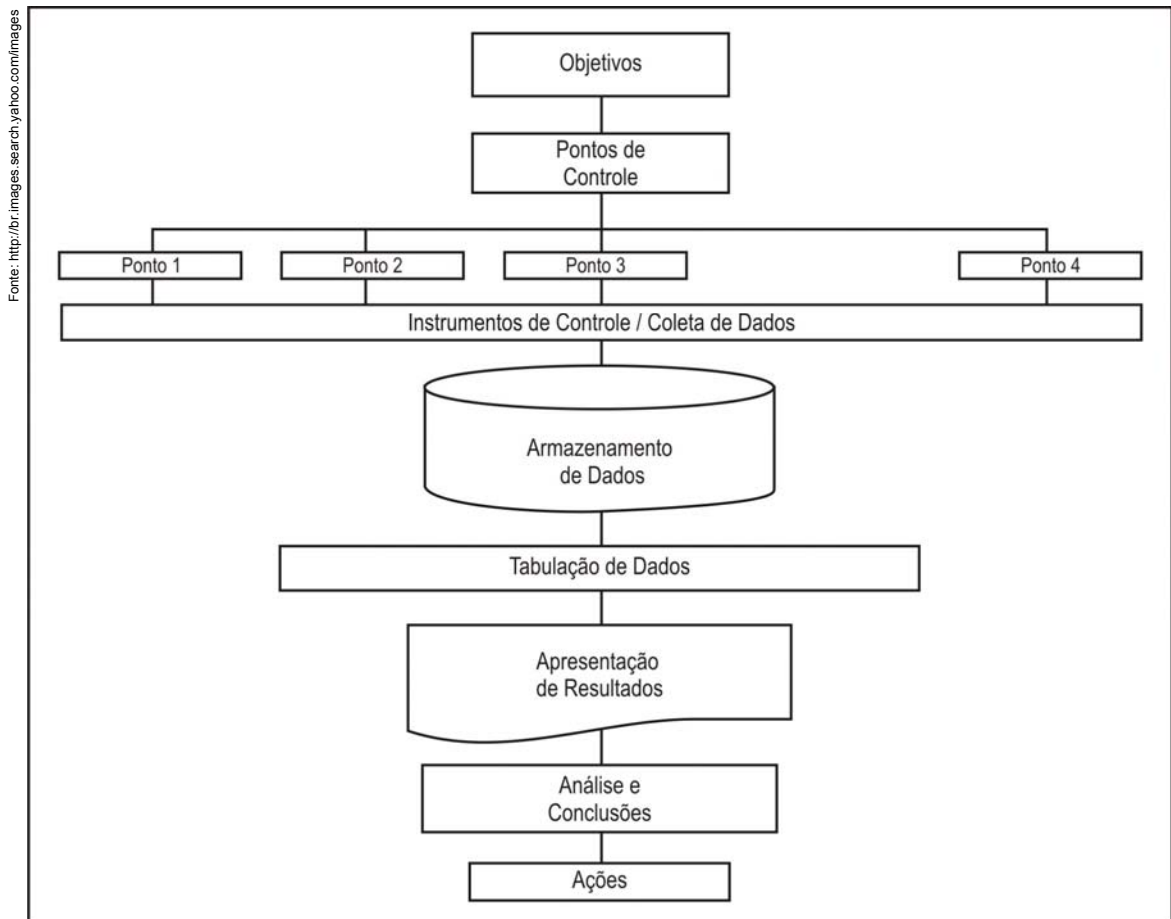 Fonte: http://br.images.search.yahoo.com/images
Objetivos
Pontos de
Controle
Ponto 1
Ponto 2
Ponto 3
Ponto 4
Instrumentos de Controle / Coleta de Dados
Armazenamento
de Dados
Tabulação de Dados
Apresentação
de Resultados
Análise e
Conclusões
Ações